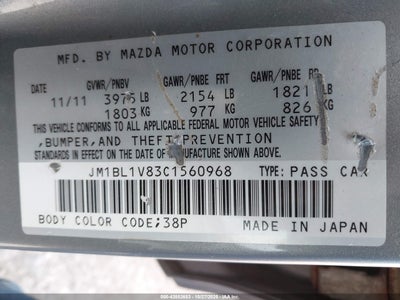 MFD. BY MAZDA MOTOR CORPORATION
GVWR/PNBV GAWR/PNBE FRT GAWR/PNBE RR
11/11 3975 LB 2154 LB 1821 LB
1803 KG 977 KG 826 KG
THIS VEHICLE CONFORMS TO ALL APPLICABLE FEDERAL MOTOR VEHICLE SAFETY
,BUMPER,AND THEFT PREVENTION
STANDARDS IN EFFECT ON THE DATE OF MANUFACTURE SHOWN ABOVE.
JM1BL1V83C1560968 TYPE: PASS CAR
BODY COLOR CODE;38P MADE IN JAPAN